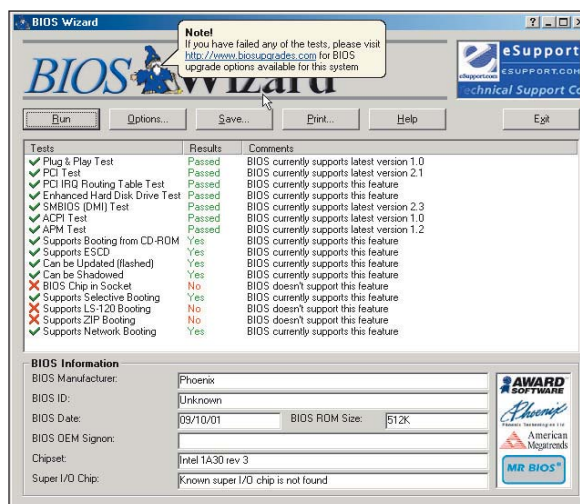 BIOS Wizard
Note!
If you have failed any of the tests, please visit
http://www.biosupgrades.com for BIOS
upgrade options available for this system
BIOS Wizard
eSupport
esupport.com
ESUPPORT.COM
Technical Support Co
Run Options... Save... Print... Help Exit
Tests Results Comments
Plug & Play Test Passed BIOS currently supports latest version 1.0
PCI Test Passed BIOS currently supports latest version 2.1
PCI IRQ Routing Table Test Passed BIOS currently supports this feature
Enhanced Hard Disk Drive Test Passed BIOS currently supports this feature
SMBIOS (DMI) Test Passed BIOS currently supports latest version 2.3
ACPI Test Passed BIOS currently supports latest version 1.0
APM Test Passed BIOS currently supports latest version 1.2
Supports Booting from CD-ROM Yes BIOS currently supports this feature
Supports ESCD Yes BIOS currently supports this feature
Can be Updated (flashed) Yes BIOS currently supports this feature
Can be Shadowed Yes BIOS currently supports this feature
BIOS Chip in Socket No BIOS doesn't support this feature
Supports Selective Booting Yes BIOS currently supports this feature
Supports LS-120 Booting No BIOS doesn't support this feature
Supports ZIP Booting No BIOS doesn't support this feature
Supports Network Booting Yes BIOS currently supports this feature
BIOS Information
BIOS Manufacturer: Phoenix
BIOS ID: Unknown
BIOS Date: 09/10/01 BIOS ROM Size: 512K
BIOS OEM Signon:
Chipset: Intel 1A30 rev 3
Super I/O Chip: Known super I/O chip is not found
AWARD
SOFTWARE
Phoenix
Phoenix Technologies Ltd
American
Megatrends
MR BIOS®